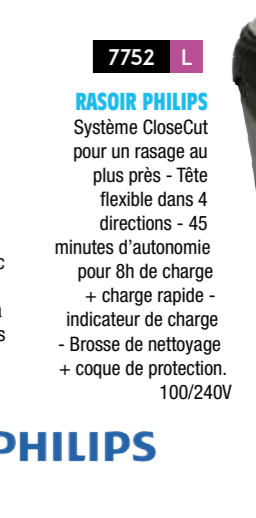 7752 L
RASOIR PHILIPS
Système CloseCut
pour un rasage au
plus près - Tête
flexible dans 4
directions - 45
minutes d'autonomie
pour 8h de charge
+ charge rapide -
indicateur de charge
- Brosse de nettoyage
+ coque de protection.
100/240V
PHILIPS